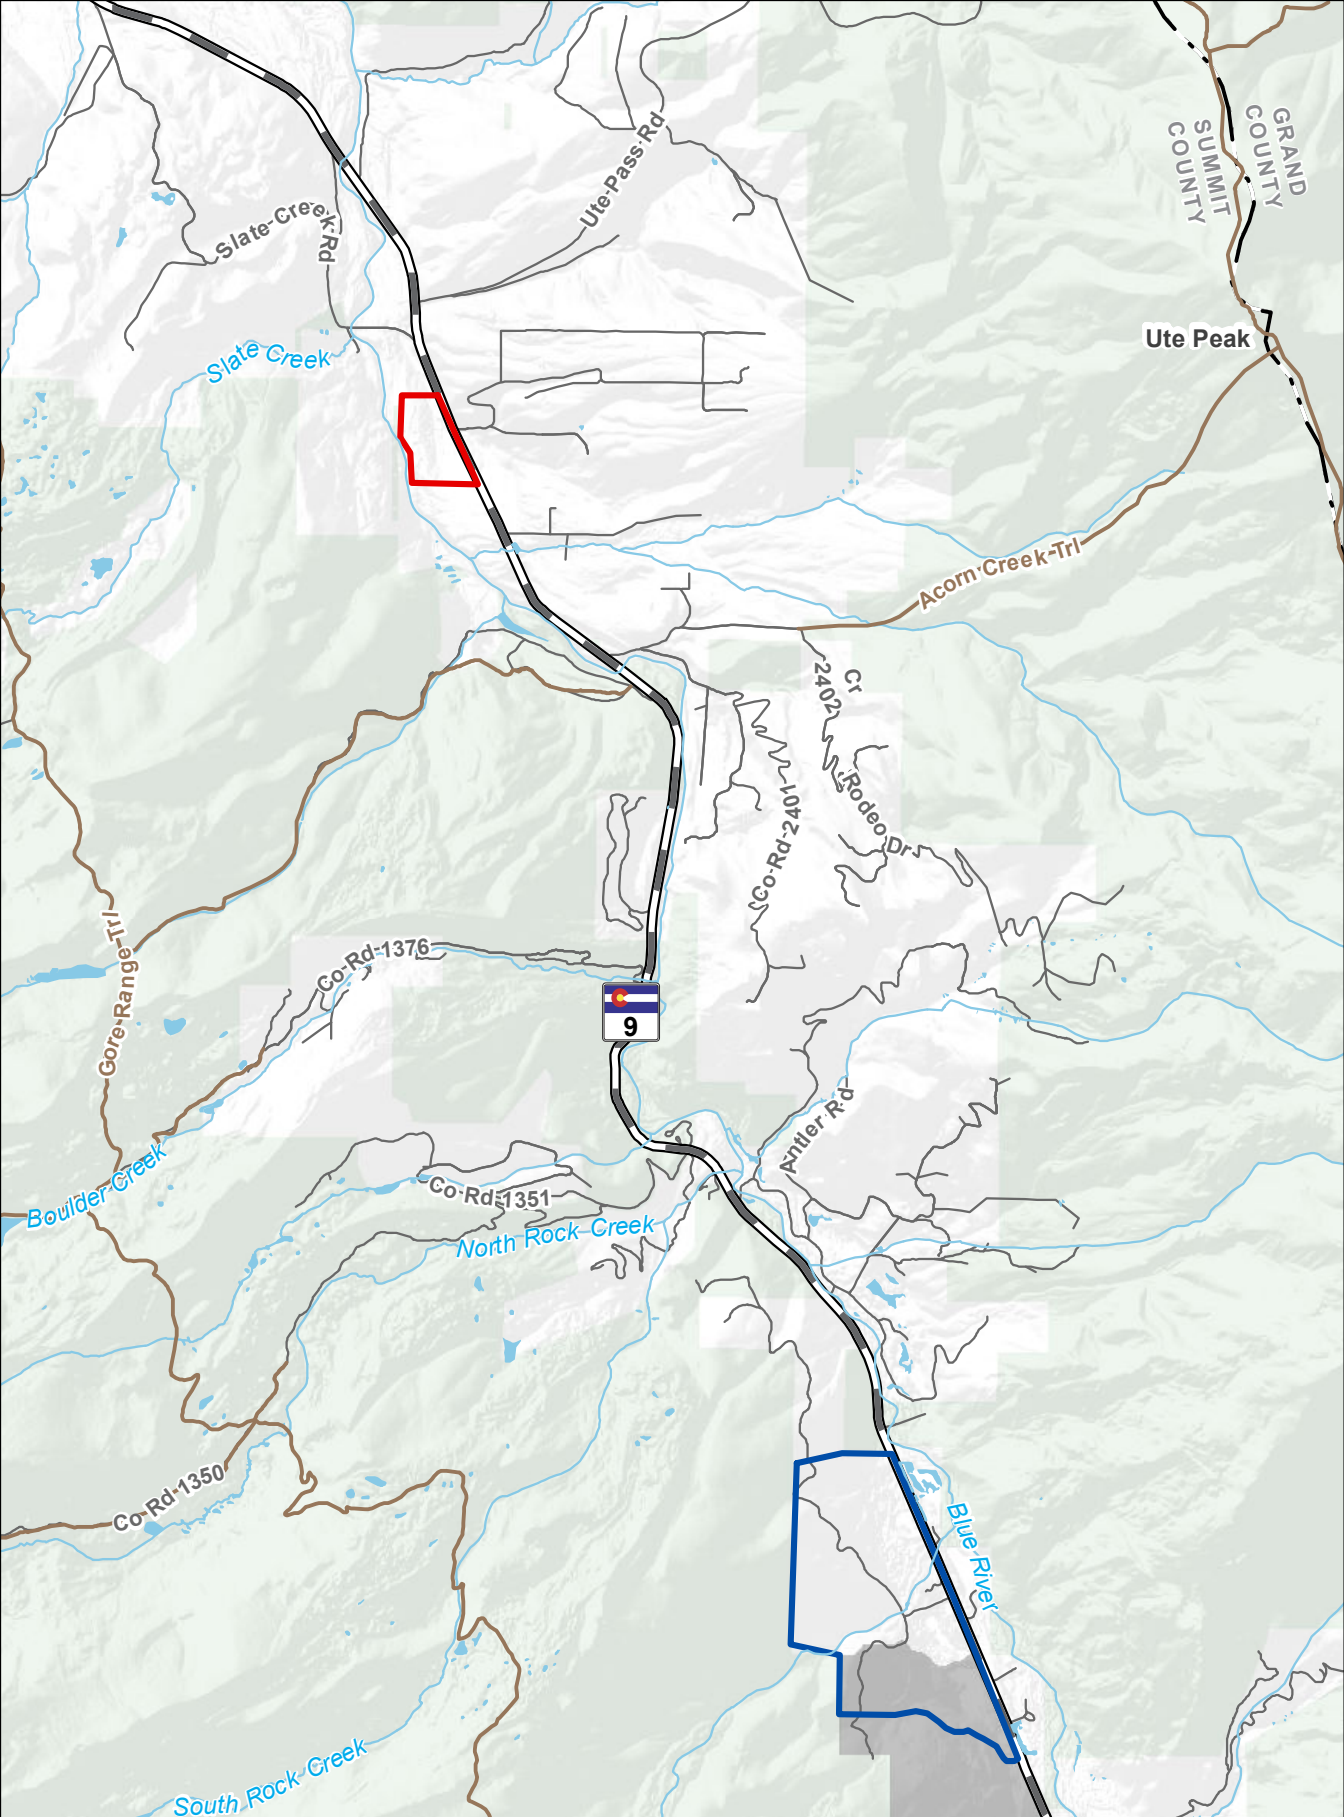 GRAND
COUNTY
SUMMIT
COUNTY
Ute-Pass-Rd
Slate-Creek-Rd
Slate Creek
Ute Peak
Acorn Creek-Trl
Cr
2402
Rodeo Dr
Co-Rd-2401
Gore-Range-Trl
Co-Rd-1376
9
Antler Rd
Boulder Creek
Co Rd-1351
North Rock Creek
Co Rd 1350
Blue River
South Rock Creek